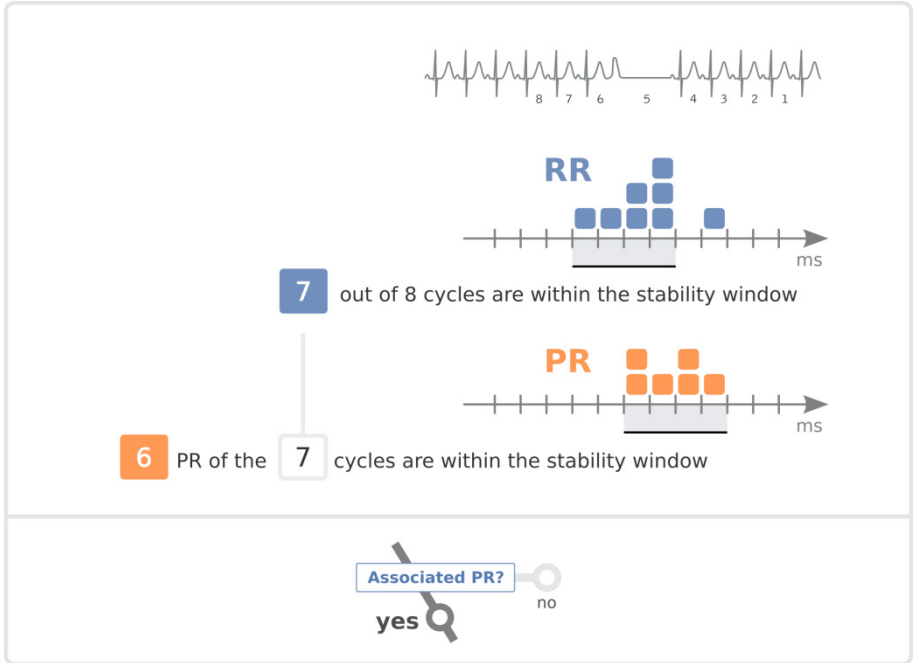 8 7 6 5 4 3 2 1
RR
ms
7 out of 8 cycles are within the stability window
PR
ms
6 PR of the 7 cycles are within the stability window
Associated PR?
no
yes